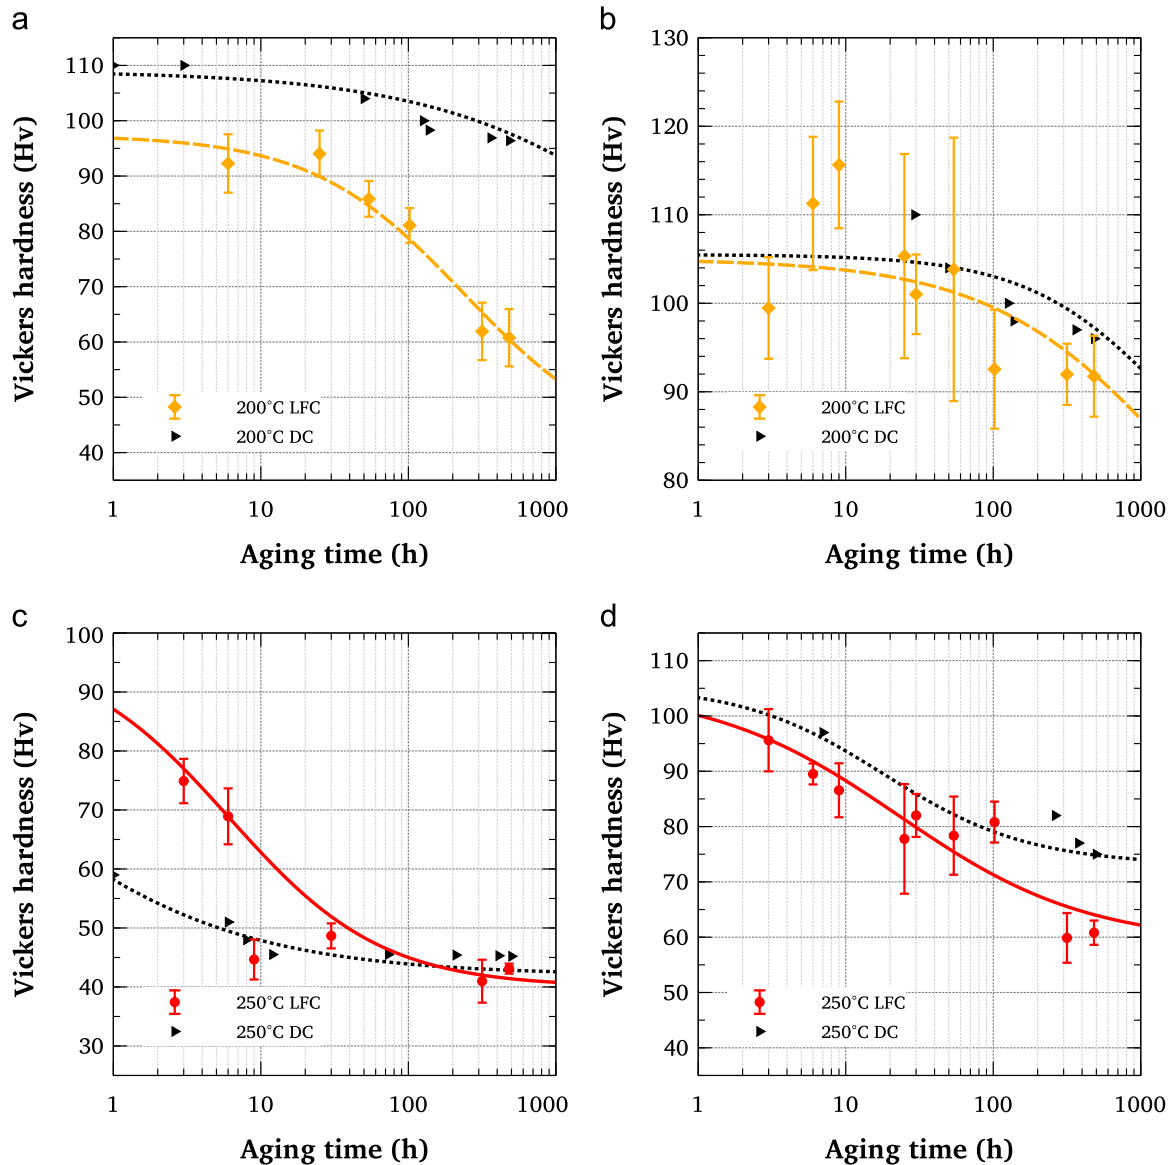 a
Vickers hardness (Hv)
110
100
90
80
70
60
50
40
200°C LFC
200°C DC
1 10 100 1000
Aging time (h)
b
Vickers hardness (Hv)
130
120
110
100
90
80
200°C LFC
200°C DC
1 10 100 1000
Aging time (h)
c
Vickers hardness (Hv)
100
90
80
70
60
50
40
30
250°C LFC
250°C DC
1 10 100 1000
Aging time (h)
d
Vickers hardness (Hv)
110
100
90
80
70
60
50
40
250°C LFC
250°C DC
1 10 100 1000
Aging time (h)